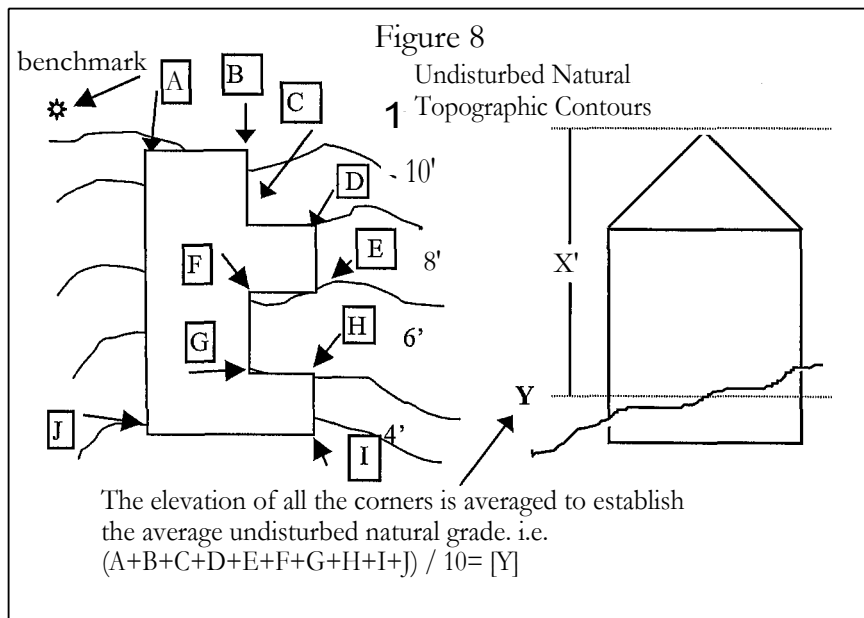 Figure 8
benchmark
A
B
C
Undisturbed Natural
1
Topographic Contours
10'
D
E
F
8'
X'
H
6’
G
Y
J
4’
I
The elevation of all the corners is averaged to establish
the average undisturbed natural grade. i.e.
(A+B+C+D+E+F+G+H+I+J) / 10= [Y]